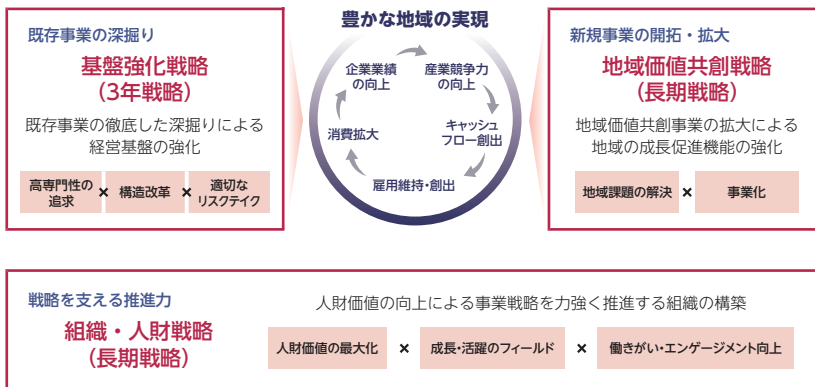 既存事業の深掘り
基盤強化戦略
(3年戦略)
既存事業の徹底した深掘りによる
経営基盤の強化
高専門性の
追求
×
構造改革
×
適切な
リスクテイク
豊かな地域の実現
企業業績
の向上
産業競争力
の向上
キャッシュ
フロー創出
雇用維持・創出
消費拡大
新規事業の開拓・拡大
地域価値共創戦略
(長期戦略)
地域価値共創事業の拡大による
地域の成長促進機能の強化
地域課題の解決
×
事業化
戦略を支える推進力
組織・人財戦略
(長期戦略)
人財価値の向上による事業戦略を力強く推進する組織の構築
人財価値の最大化
×
成長・活躍のフィールド
×
働きがい・エンゲージメント向上